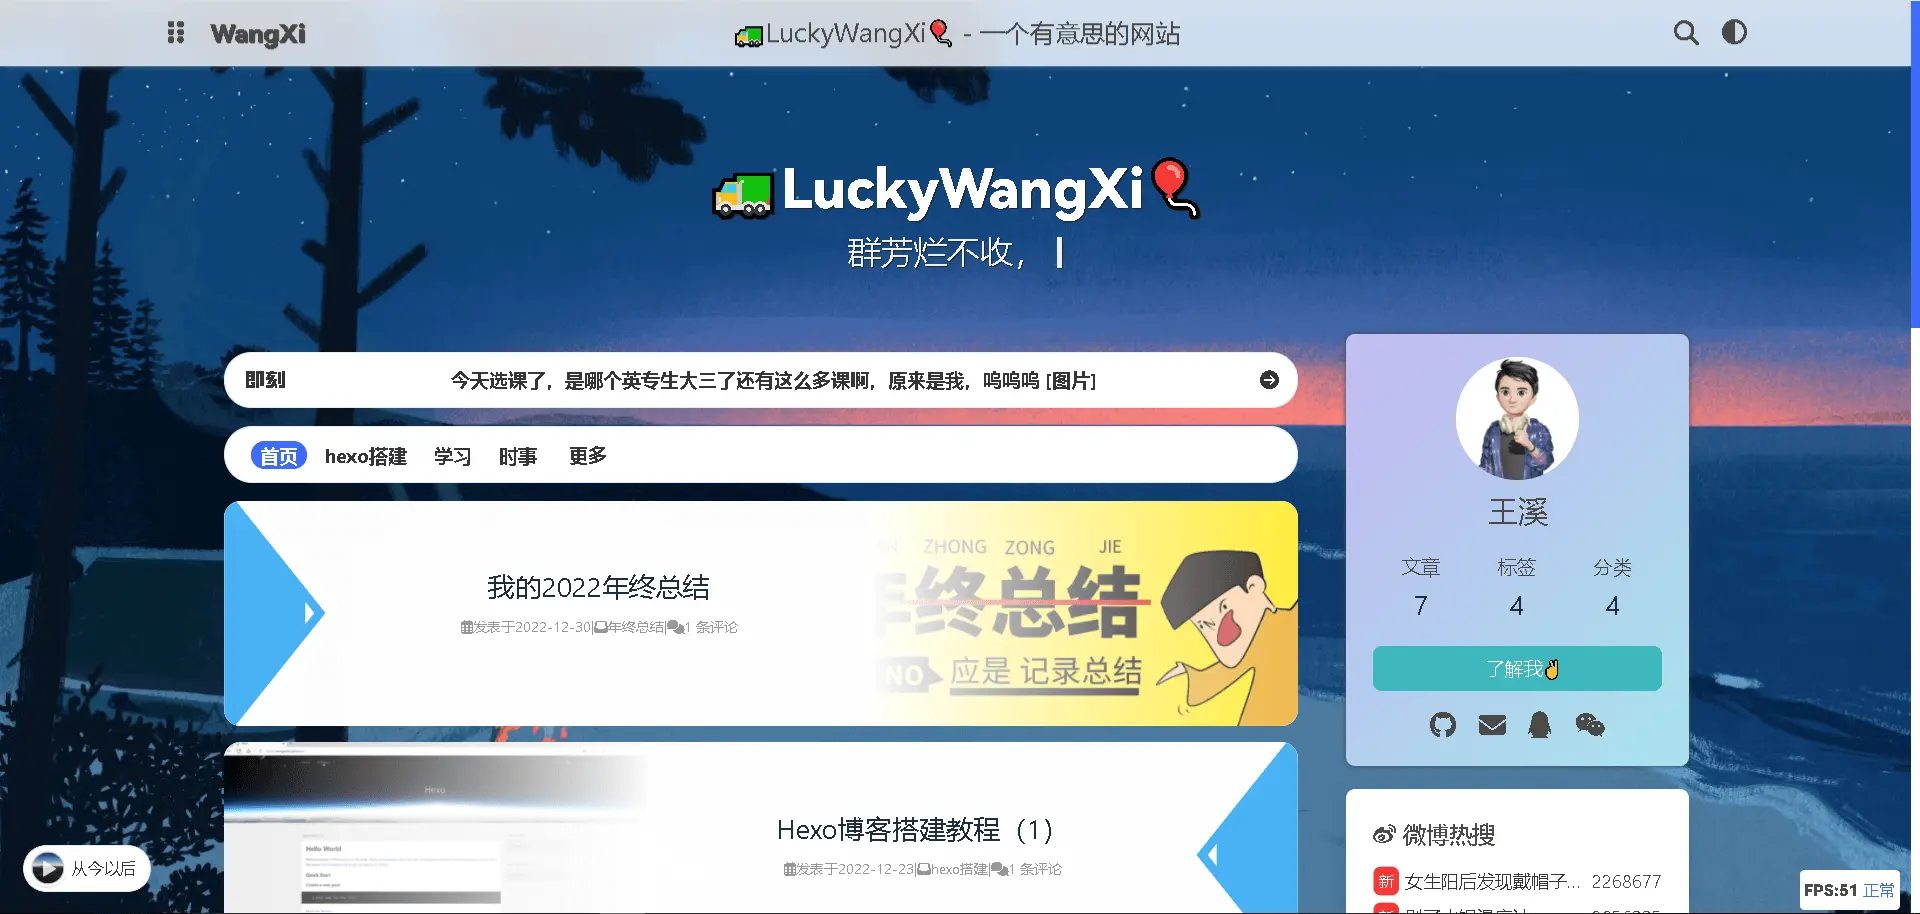 WangXi
LuckyWangXi - 一个有意思的网站
LuckyWangXi
群芳烂不收，
即刻 今天选课了，是哪个英专生大三了还有这么多课啊，原来是我，呜呜呜 [图片]
首页 hexo搭建 学习 时事 更多
我的2022年终总结
发表于2022-12-30|年终总结|1 条评论
ZHONG ZONG JIE
年终总结
NO 应是 记录总结
Hexo
Hello World
Quick Start
Hexo博客搭建教程（1）
发表于2022-12-23|hexo搭建|1 条评论
王溪
文章 标签 分类
7 4 4
了解我
微博热搜
新 女生阳后发现戴帽子... 2268677
从今以后
FPS:51 正常